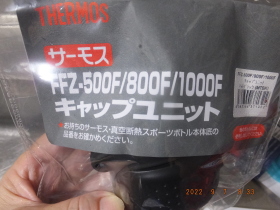 THERMOS
サーモス
FFZ-500F/800F/1000F
キャップユニット
お持ちのサーモス・真空断熱スポーツボトル本体底の
品番をお確かめください。